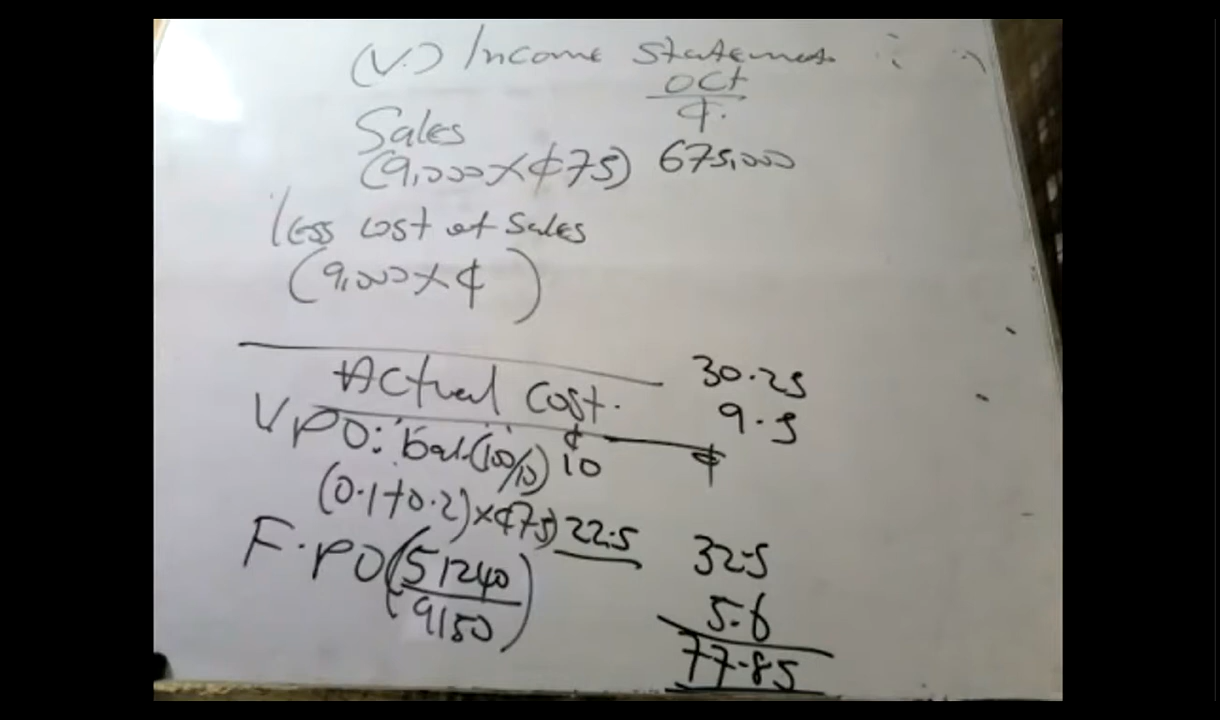 (V.) Income Statement
Oct
¢
Sales
(9,000 x ¢75) 675,000
less cost of Sales
(9,000 x ¢ )
Actual Cost. 30.25
9.5
¢ ¢
VPO: bal (100/10) 10
(0.1+0.2) x ¢75) 22.5 32.5
F.PO (51240/9150) 5.6
77.85